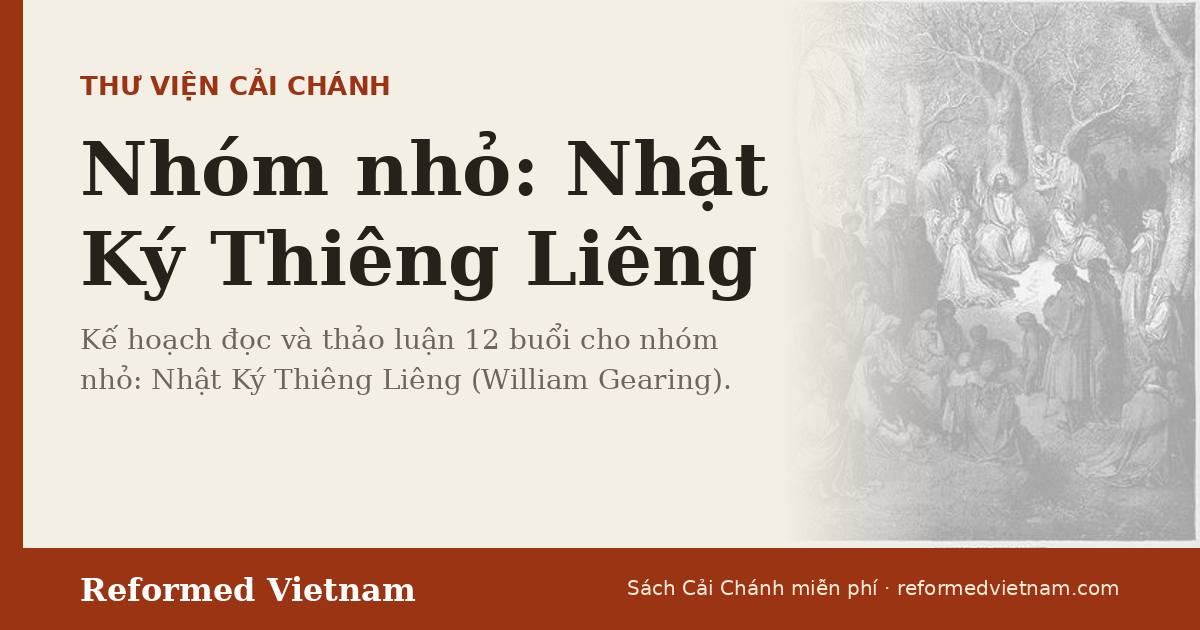 THƯ VIỆN CẢI CHÁNH
Nhóm nhỏ: Nhật
Ký Thiêng Liêng
Kế hoạch đọc và thảo luận 12 buổi cho nhóm
nhỏ: Nhật Ký Thiêng Liêng (William Gearing).
Reformed Vietnam
Sách Cải Chánh miễn phí · reformedvietnam.com